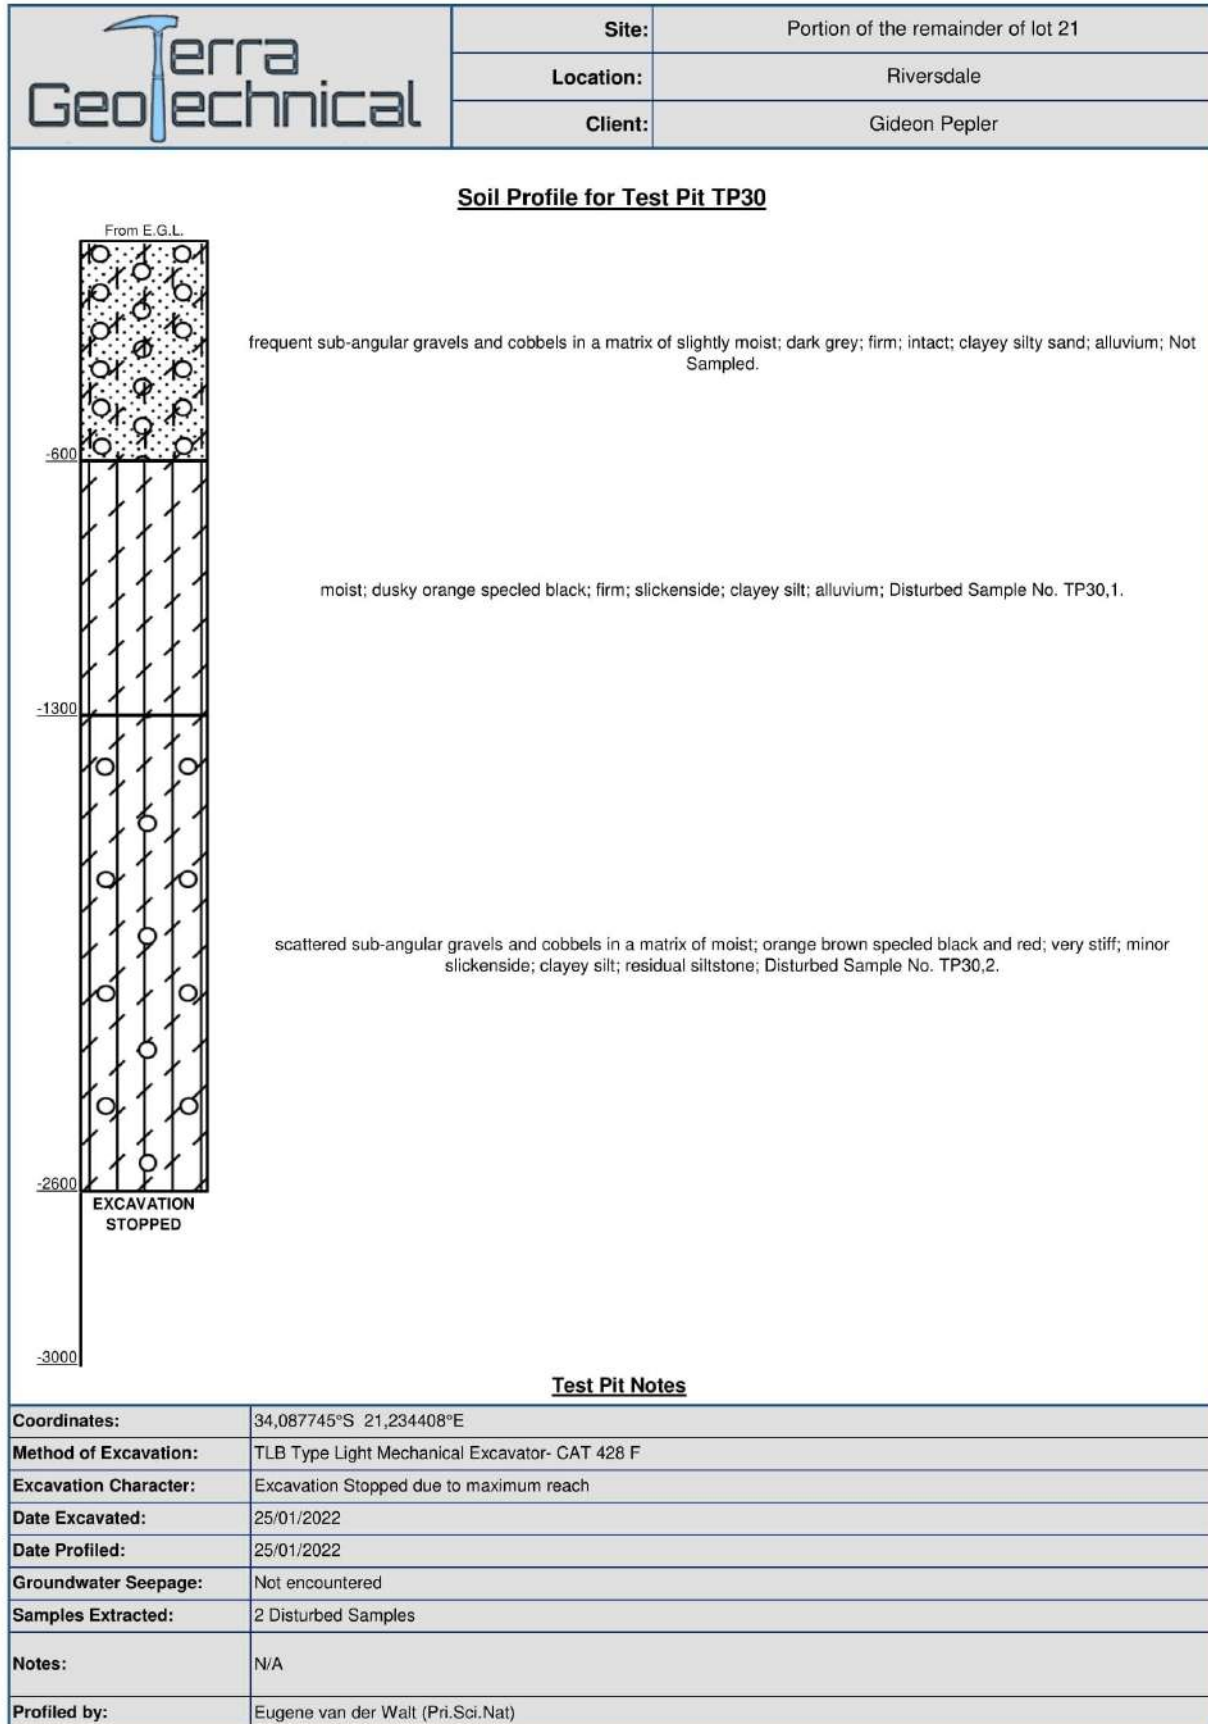 Terra
GeoTechnical
Site: Portion of the remainder of lot 21
Location: Riversdale
Client: Gideon Pepler
Soil Profile for Test Pit TP30
From E.G.L.
frequent sub-angular gravels and cobbels in a matrix of slightly moist; dark grey; firm; intact; clayey silty sand; alluvium; Not
Sampled.
-600
moist; dusky orange specled black; firm; slickenside; clayey silt; alluvium; Disturbed Sample No. TP30,1.
-1300
scattered sub-angular gravels and cobbels in a matrix of moist; orange brown specled black and red; very stiff; minor
slickenside; clayey silt; residual siltstone; Disturbed Sample No. TP30,2.
-2600
EXCAVATION
STOPPED
-3000
Test Pit Notes
Coordinates: 34,087745°S 21,234408°E
Method of Excavation: TLB Type Light Mechanical Excavator- CAT 428 F
Excavation Character: Excavation Stopped due to maximum reach
Date Excavated: 25/01/2022
Date Profiled: 25/01/2022
Groundwater Seepage: Not encountered
Samples Extracted: 2 Disturbed Samples
Notes: N/A
Profiled by: Eugene van der Walt (Pri.Sci.Nat)